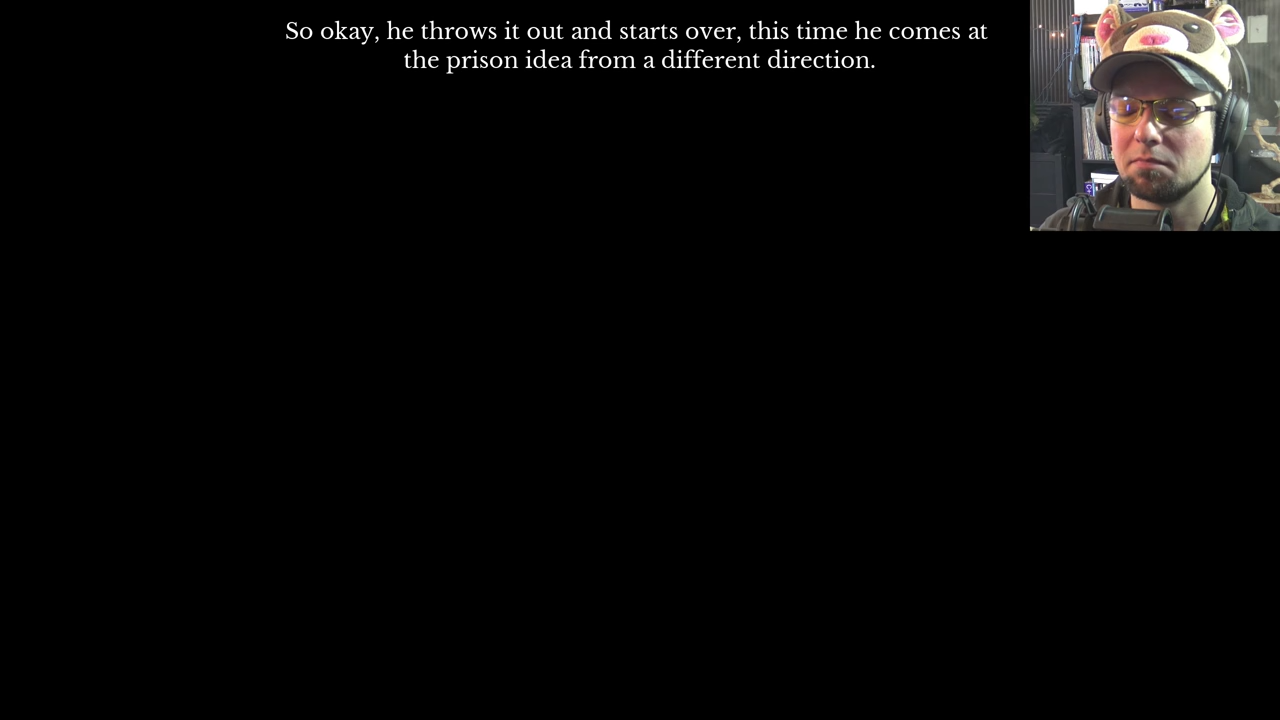 So okay, he throws it out and starts over, this time he comes at
the prison idea from a different direction.